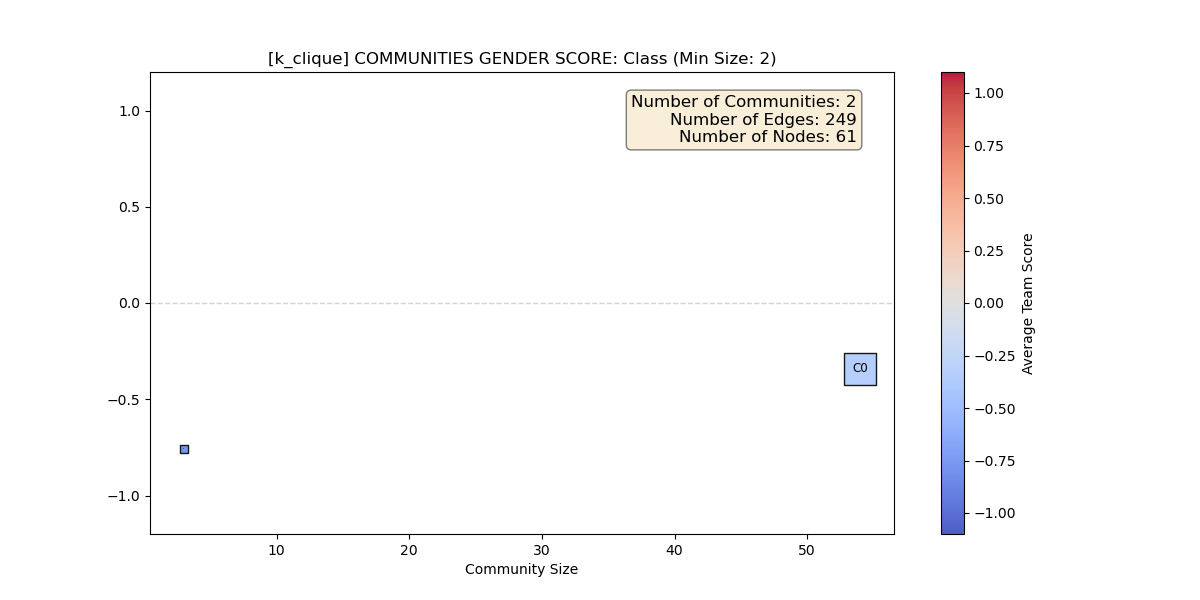 [k_clique] COMMUNITIES GENDER SCORE: Class (Min Size: 2)
Number of Communities: 2
Number of Edges: 249
Number of Nodes: 61
1.0
0.5
0.0
−0.5
−1.0
C0
10 20 30 40 50
Community Size
1.00
0.75
0.50
0.25
0.00
−0.25
−0.50
−0.75
−1.00
Average Team Score